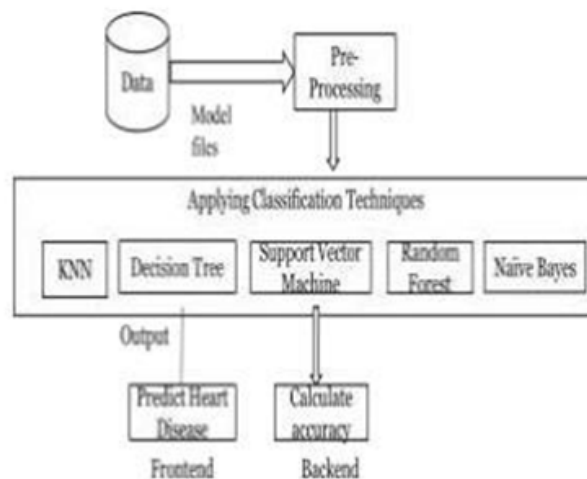 Data
Pre-
Processing
Model
files
Applying Classification Techniques
KNN
Decision Tree
Support Vector
Machine
Random
Forest
Naïve Bayes
Output
Predict Heart
Disease
Calculate
accuracy
Frontend
Backend